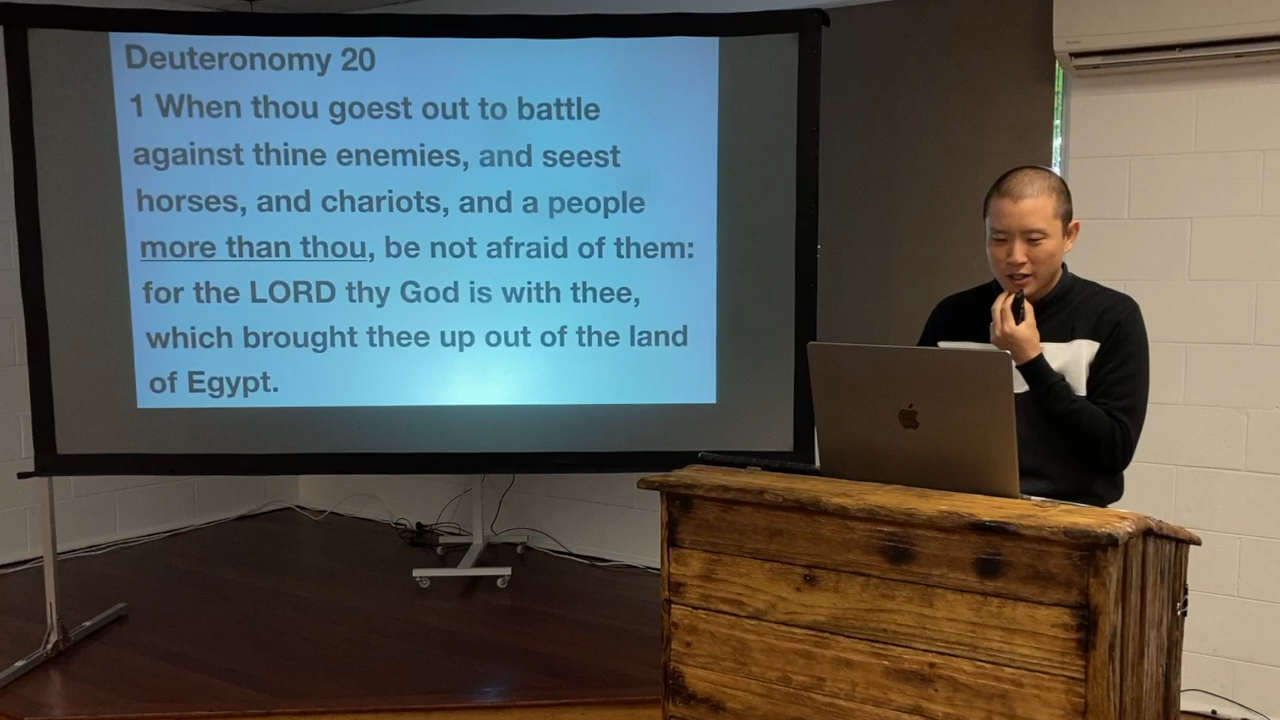 Deuteronomy 20
1 When thou goest out to battle
against thine enemies, and seest
horses, and chariots, and a people
more than thou, be not afraid of them:
for the LORD thy God is with thee,
which brought thee up out of the land
of Egypt.